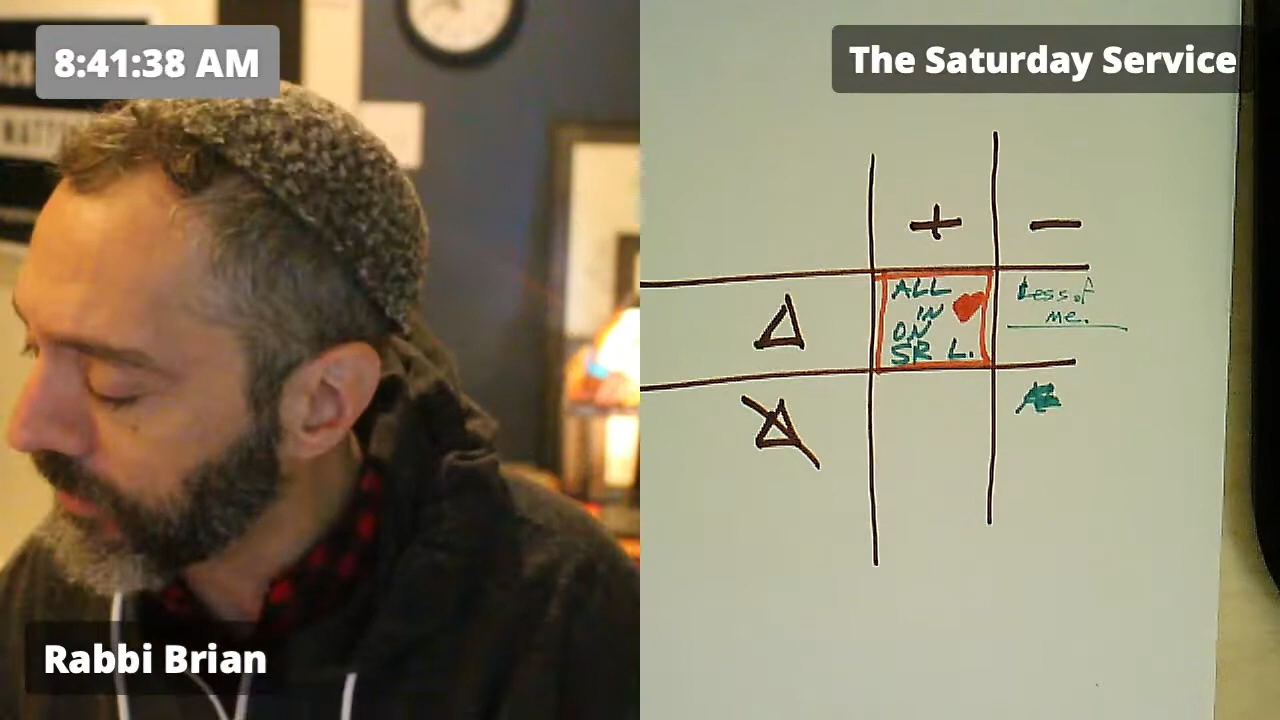 8:41:38 AM
The Saturday Service
+ −
ALL
IN
ON
SR L.
Less of
me.
Rabbi Brian